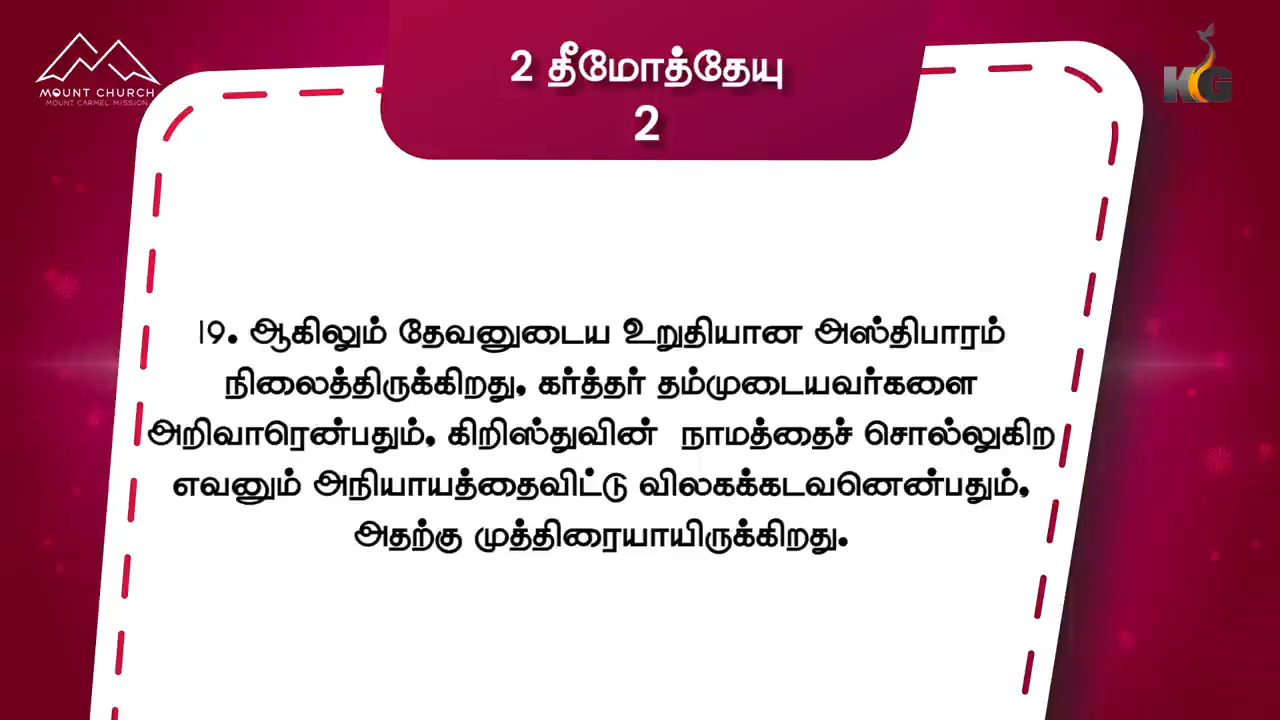 MOUNT CHURCH
MOUNT CARMEL MISSION
KG
2 தீமோத்தேயு
2
19. ஆகிலும் தேவனுடைய உறுதியான அஸ்திபாரம்
நிலைத்திருக்கிறது, கர்த்தர் தம்முடையவர்களை
அறிவாரென்பதும், கிறிஸ்துவின் நாமத்தைச் சொல்லுகிற
எவனும் அநியாயத்தைவிட்டு விலகக்கடவனென்பதும்,
அதற்கு முத்திரையாயிருக்கிறது.